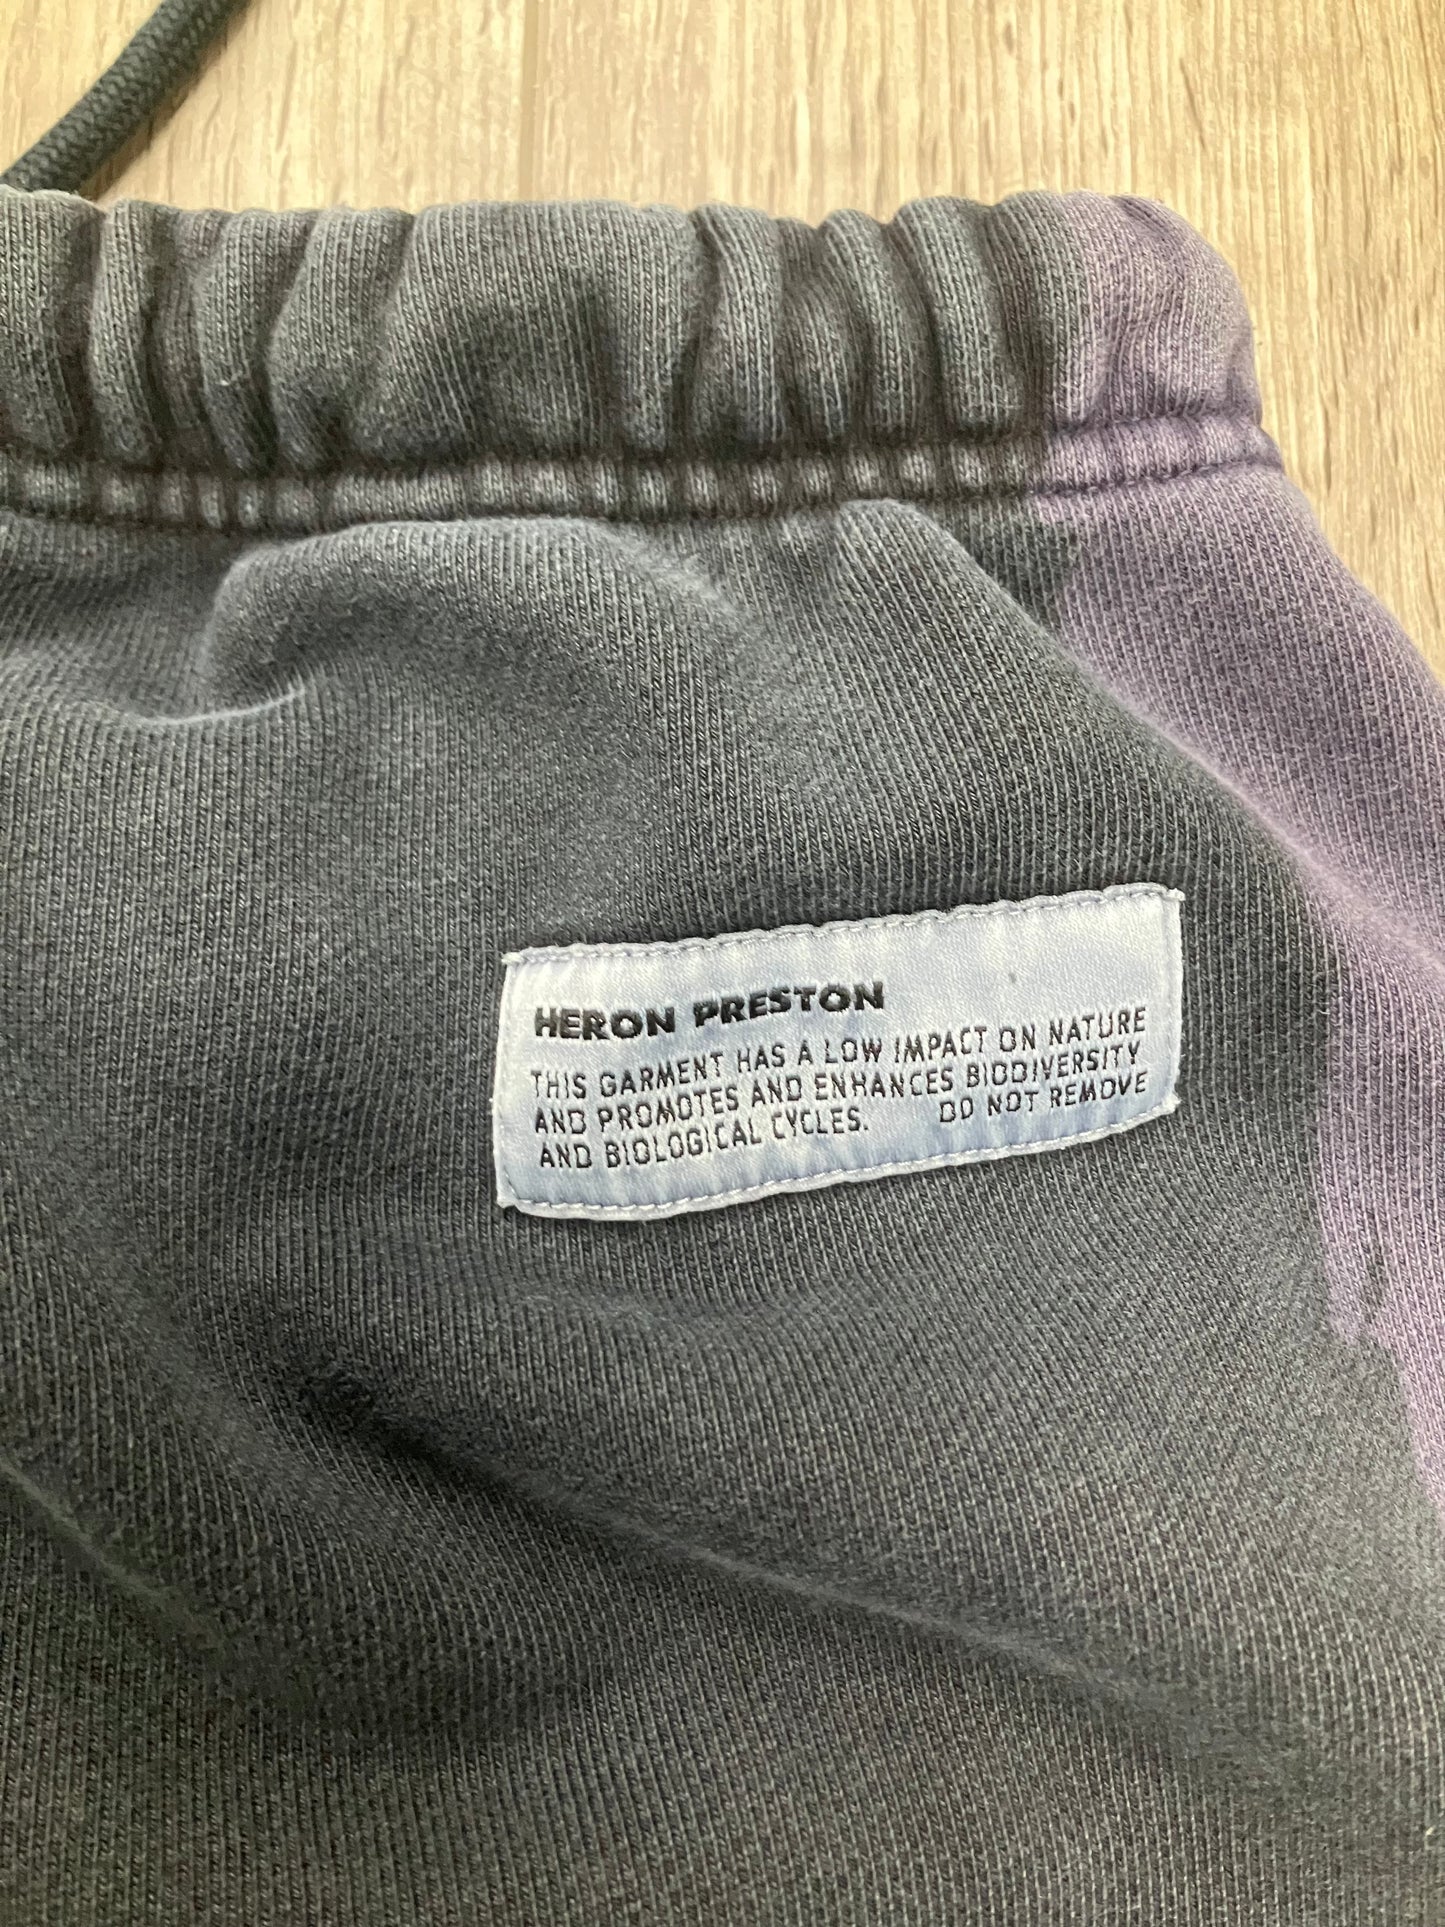 HERON PRESTON
THIS GARMENT HAS A LOW IMPACT ON NATURE
AND PROMOTES AND ENHANCES BIODIVERSITY
AND BIOLOGICAL CYCLES. DO NOT REMOVE